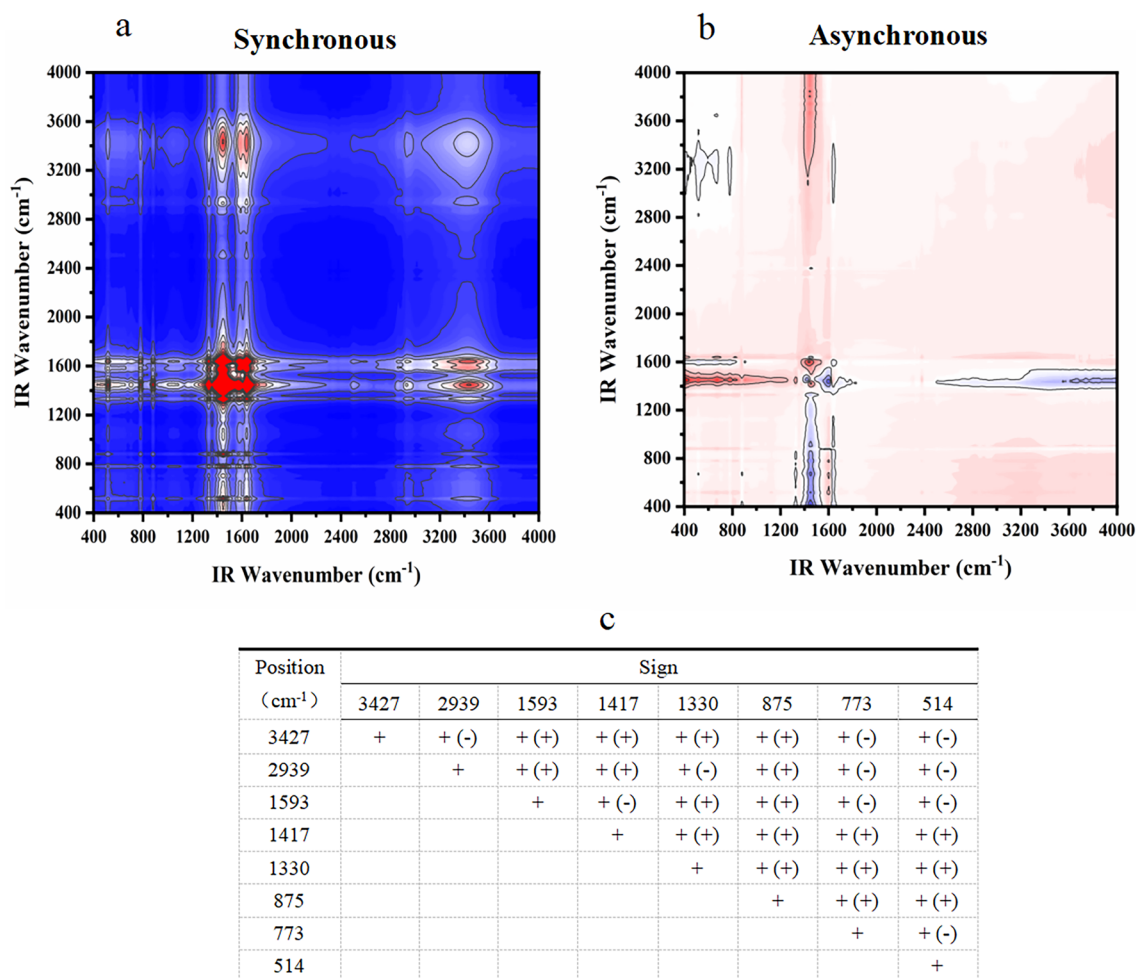 a
Synchronous
IR Wavenumber (cm⁻¹)
4000
3600
3200
2800
2400
2000
1600
1200
800
400
400 800 1200 1600 2000 2400 2800 3200 3600 4000
IR Wavenumber (cm⁻¹)
b
Asynchronous
IR Wavenumber (cm⁻¹)
4000
3600
3200
2800
2400
2000
1600
1200
800
400
400 800 1200 1600 2000 2400 2800 3200 3600 4000
IR Wavenumber (cm⁻¹)
c
Position Sign
(cm⁻¹) 3427 2939 1593 1417 1330 875 773 514
3427 + + (-) + (+) + (+) + (+) + (+) + (-) + (-)
2939 + + (+) + (+) + (-) + (+) + (-) + (-)
1593 + + (-) + (+) + (+) + (-) + (-)
1417 + + (+) + (+) + (+) + (+)
1330 + + (+) + (+) + (+)
875 + + (+) + (+)
773 + + (-)
514 +